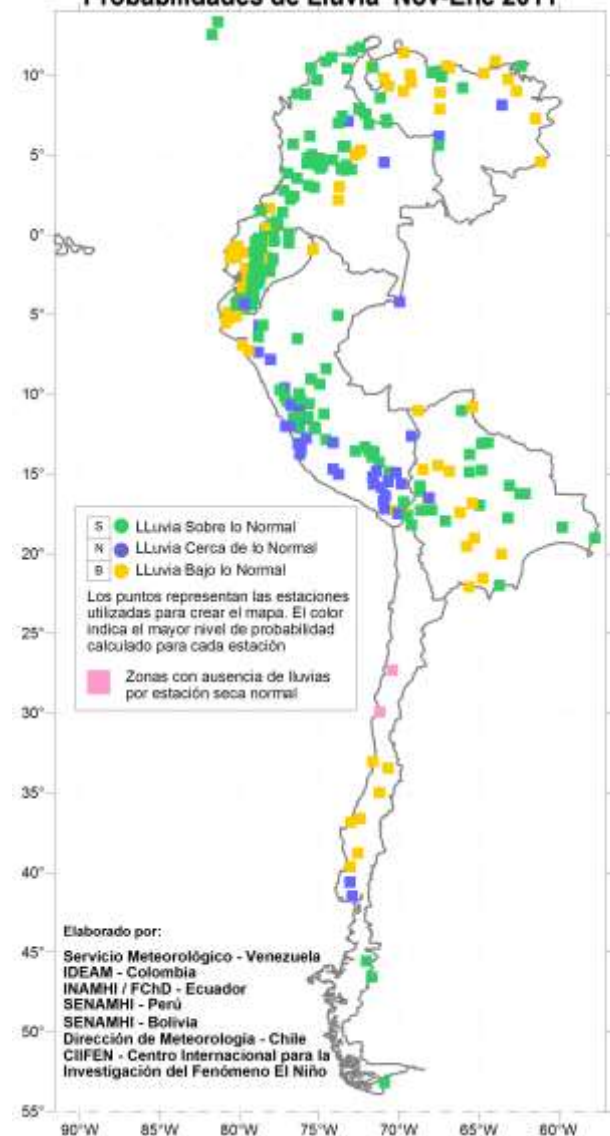 Probabilidades de Lluvia Nov-Ene 2011
10°
5°
0°
5°
10°
15°
20°
25°
30°
35°
40°
45°
50°
55°
S LLuvia Sobre lo Normal
N LLuvia Cerca de lo Normal
B LLuvia Bajo lo Normal
Los puntos representan las estaciones
utilizadas para crear el mapa. El color
indica el mayor nivel de probabilidad
calculado para cada estación
Zonas con ausencia de lluvias
por estación seca normal
Elaborado por:
Servicio Meteorológico - Venezuela
IDEAM - Colombia
INAMHI / FChD - Ecuador
SENAMHI - Perú
SENAMHI - Bolivia
Dirección de Meteorología - Chile
CIIFEN - Centro Internacional para la
Investigación del Fenómeno El Niño
90°W 85°W 80°W 75°W 70°W 65°W 60°W